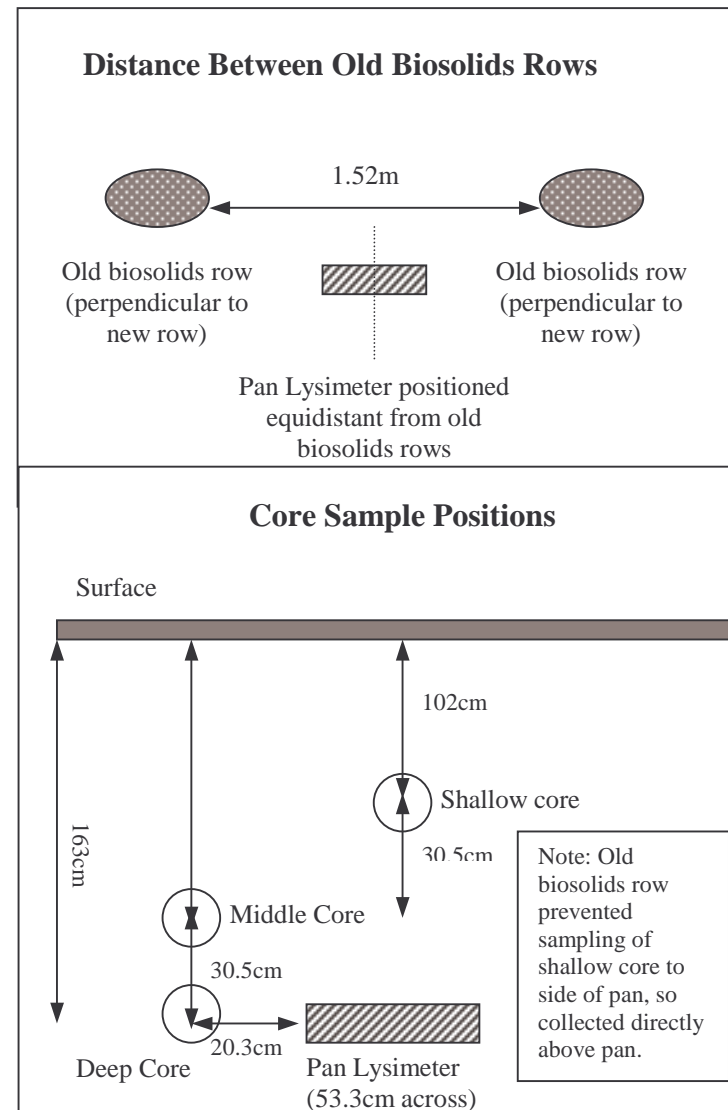 Distance Between Old Biosolids Rows
1.52m
Old biosolids row
(perpendicular to
new row)
Old biosolids row
(perpendicular to
new row)
Pan Lysimeter positioned
equidistant from old
biosolids rows
Core Sample Positions
Surface
102cm
Shallow core
30.5cm
163cm
Middle Core
30.5cm
20.3cm
Deep Core
Pan Lysimeter
(53.3cm across)
Note: Old
biosolids row
prevented
sampling of
shallow core to
side of pan, so
collected directly
above pan.